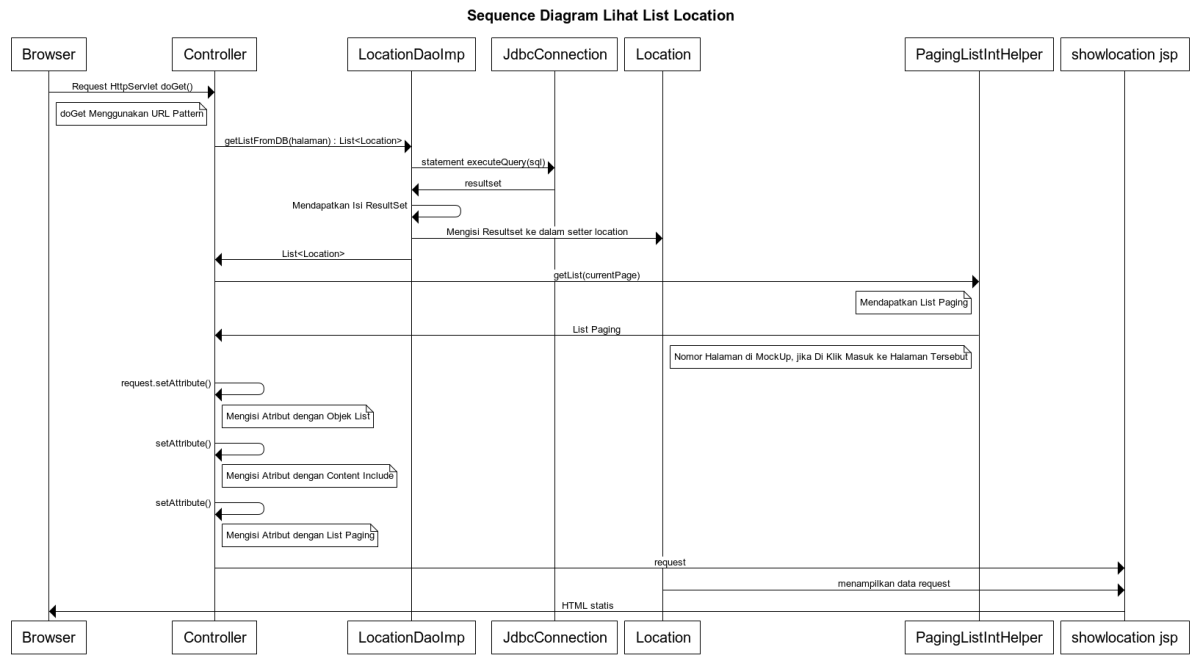 Sequence Diagram Lihat List Location
Browser
Controller
LocationDaoImp
JdbcConnection
Location
PagingListIntHelper
showlocation jsp
Request HttpServlet doGet()
doGet Menggunakan URL Pattern
getListFromDB(halaman) : List<Location>
statement executeQuery(sql)
resultset
Mendapatkan Isi ResultSet
Mengisi Resultset ke dalam setter location
List<Location>
getList(currentPage)
Mendapatkan List Paging
List Paging
Nomor Halaman di MockUp, jika Di Klik Masuk ke Halaman Tersebut
request.setAttribute()
Mengisi Atribut dengan Objek List
setAttribute()
Mengisi Atribut dengan Content Include
setAttribute()
Mengisi Atribut dengan List Paging
request
menampilkan data request
HTML statis
Browser
Controller
LocationDaoImp
JdbcConnection
Location
PagingListIntHelper
showlocation jsp